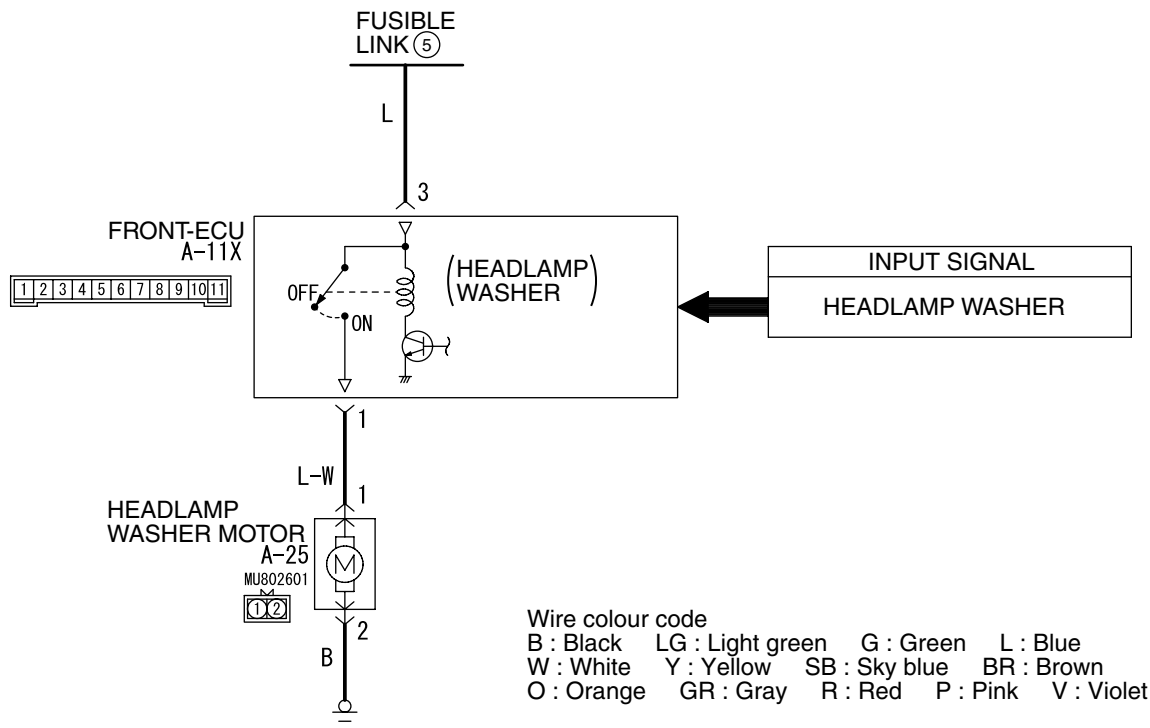 FUSIBLE
LINK 5
L
3
FRONT-ECU
A-11X
1 2 3 4 5 6 7 8 9 10 11
OFF
ON
(HEADLAMP
WASHER)
INPUT SIGNAL
HEADLAMP WASHER
1
L-W
1
HEADLAMP
WASHER MOTOR
A-25
MU802601
1 2
M
2
B
Wire colour code
B : Black LG : Light green G : Green L : Blue
W : White Y : Yellow SB : Sky blue BR : Brown
O : Orange GR : Gray R : Red P : Pink V : Violet